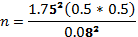 n = 1.75²(0.5 * 0.5) / 0.08²